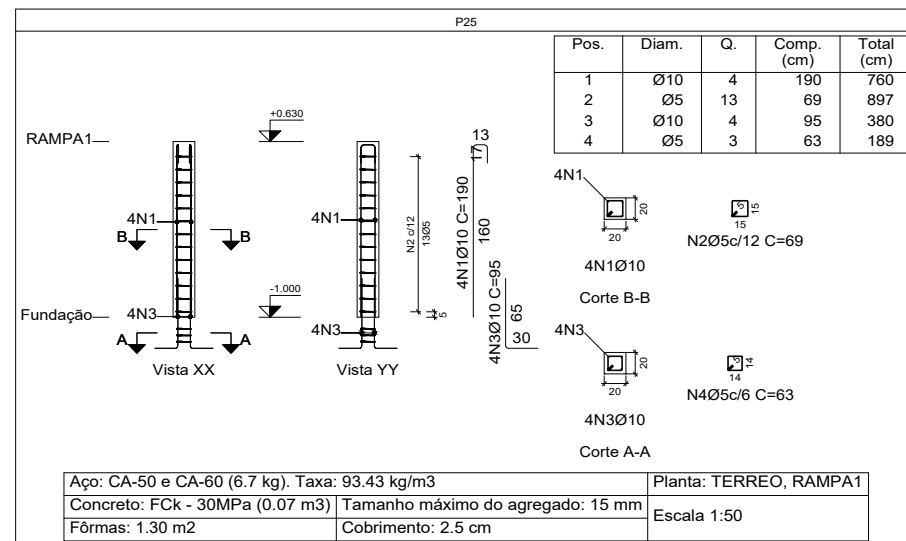 P25
Pos. Diam. Q. Comp. (cm) Total (cm)
1 Ø10 4 190 760
2 Ø5 13 69 897
3 Ø10 4 95 380
4 Ø5 3 63 189
RAMPA1
+0.630
4N1
B B
Fundação
4N3
-1.000
A A
Vista XX
4N1
4N3
Vista YY
N2 c/12
13Ø5
5
13
17
4N1Ø10 C=190
160
4N3Ø10 C=95
65
30
4N1
20
20
4N1Ø10
Corte B-B
5
15
15
N2Ø5c/12 C=69
4N3
20
20
4N3Ø10
Corte A-A
5
14
14
N4Ø5c/6 C=63
Aço: CA-50 e CA-60 (6.7 kg). Taxa: 93.43 kg/m3
Planta: TERREO, RAMPA1
Concreto: FCk - 30MPa (0.07 m3)
Tamanho máximo do agregado: 15 mm
Escala 1:50
Fôrmas: 1.30 m2
Cobrimento: 2.5 cm